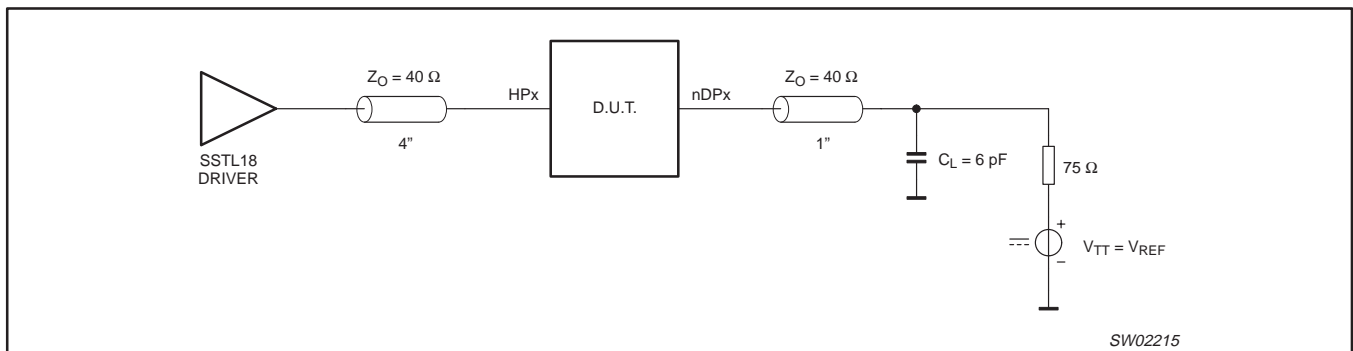 Z_O = 40 Ω
HPx
D.U.T.
nDPx
Z_O = 40 Ω
4”
1”
SSTL18
DRIVER
C_L = 6 pF
75 Ω
+
V_TT = V_REF
–
SW02215